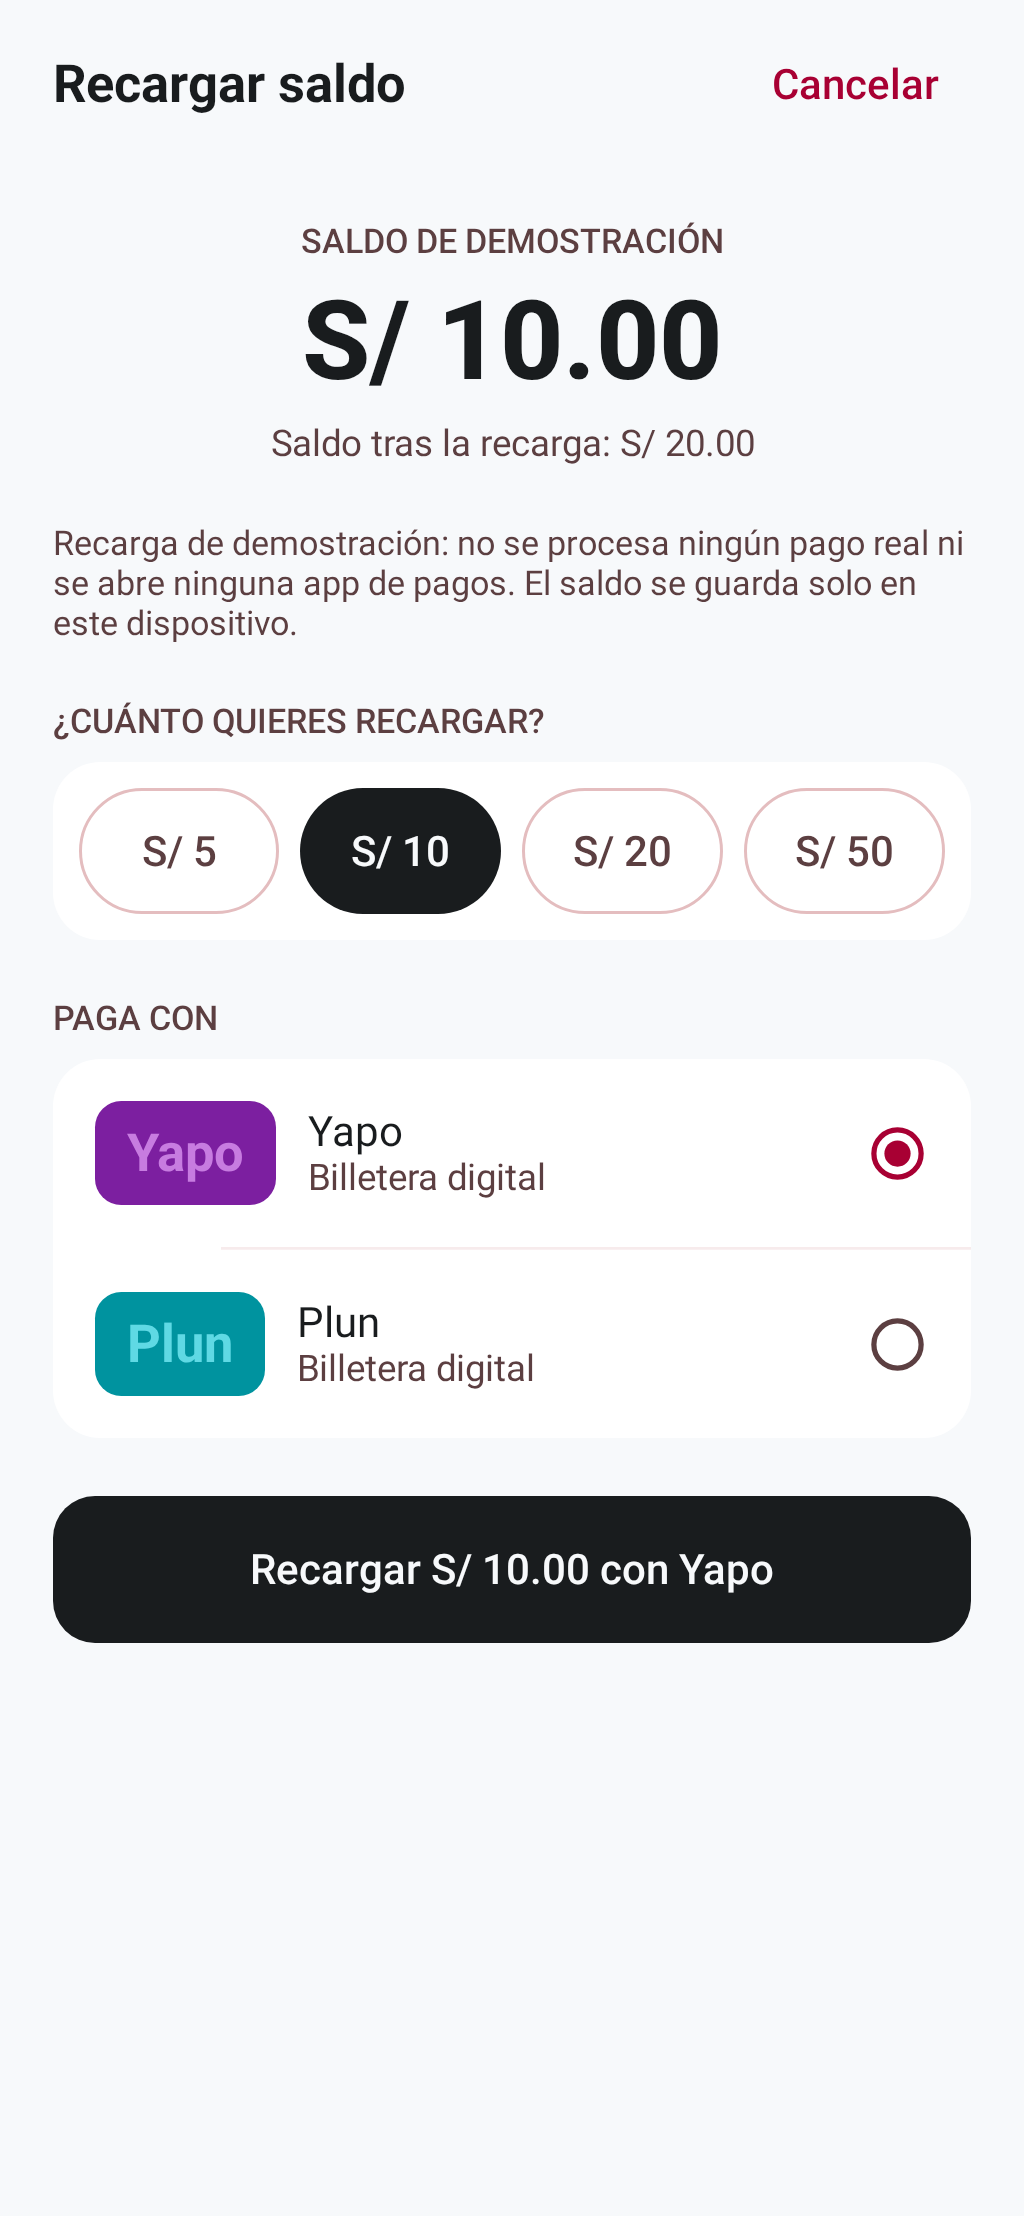 Recargar saldo
Cancelar
SALDO DE DEMOSTRACIÓN
S/ 10.00
Saldo tras la recarga: S/ 20.00
Recarga de demostración: no se procesa ningún pago real ni
se abre ninguna app de pagos. El saldo se guarda solo en
este dispositivo.
¿CUÁNTO QUIERES RECARGAR?
S/ 5
S/ 10
S/ 20
S/ 50
PAGA CON
Yapo
Yapo
Billetera digital
Plun
Plun
Billetera digital
Recargar S/ 10.00 con Yapo